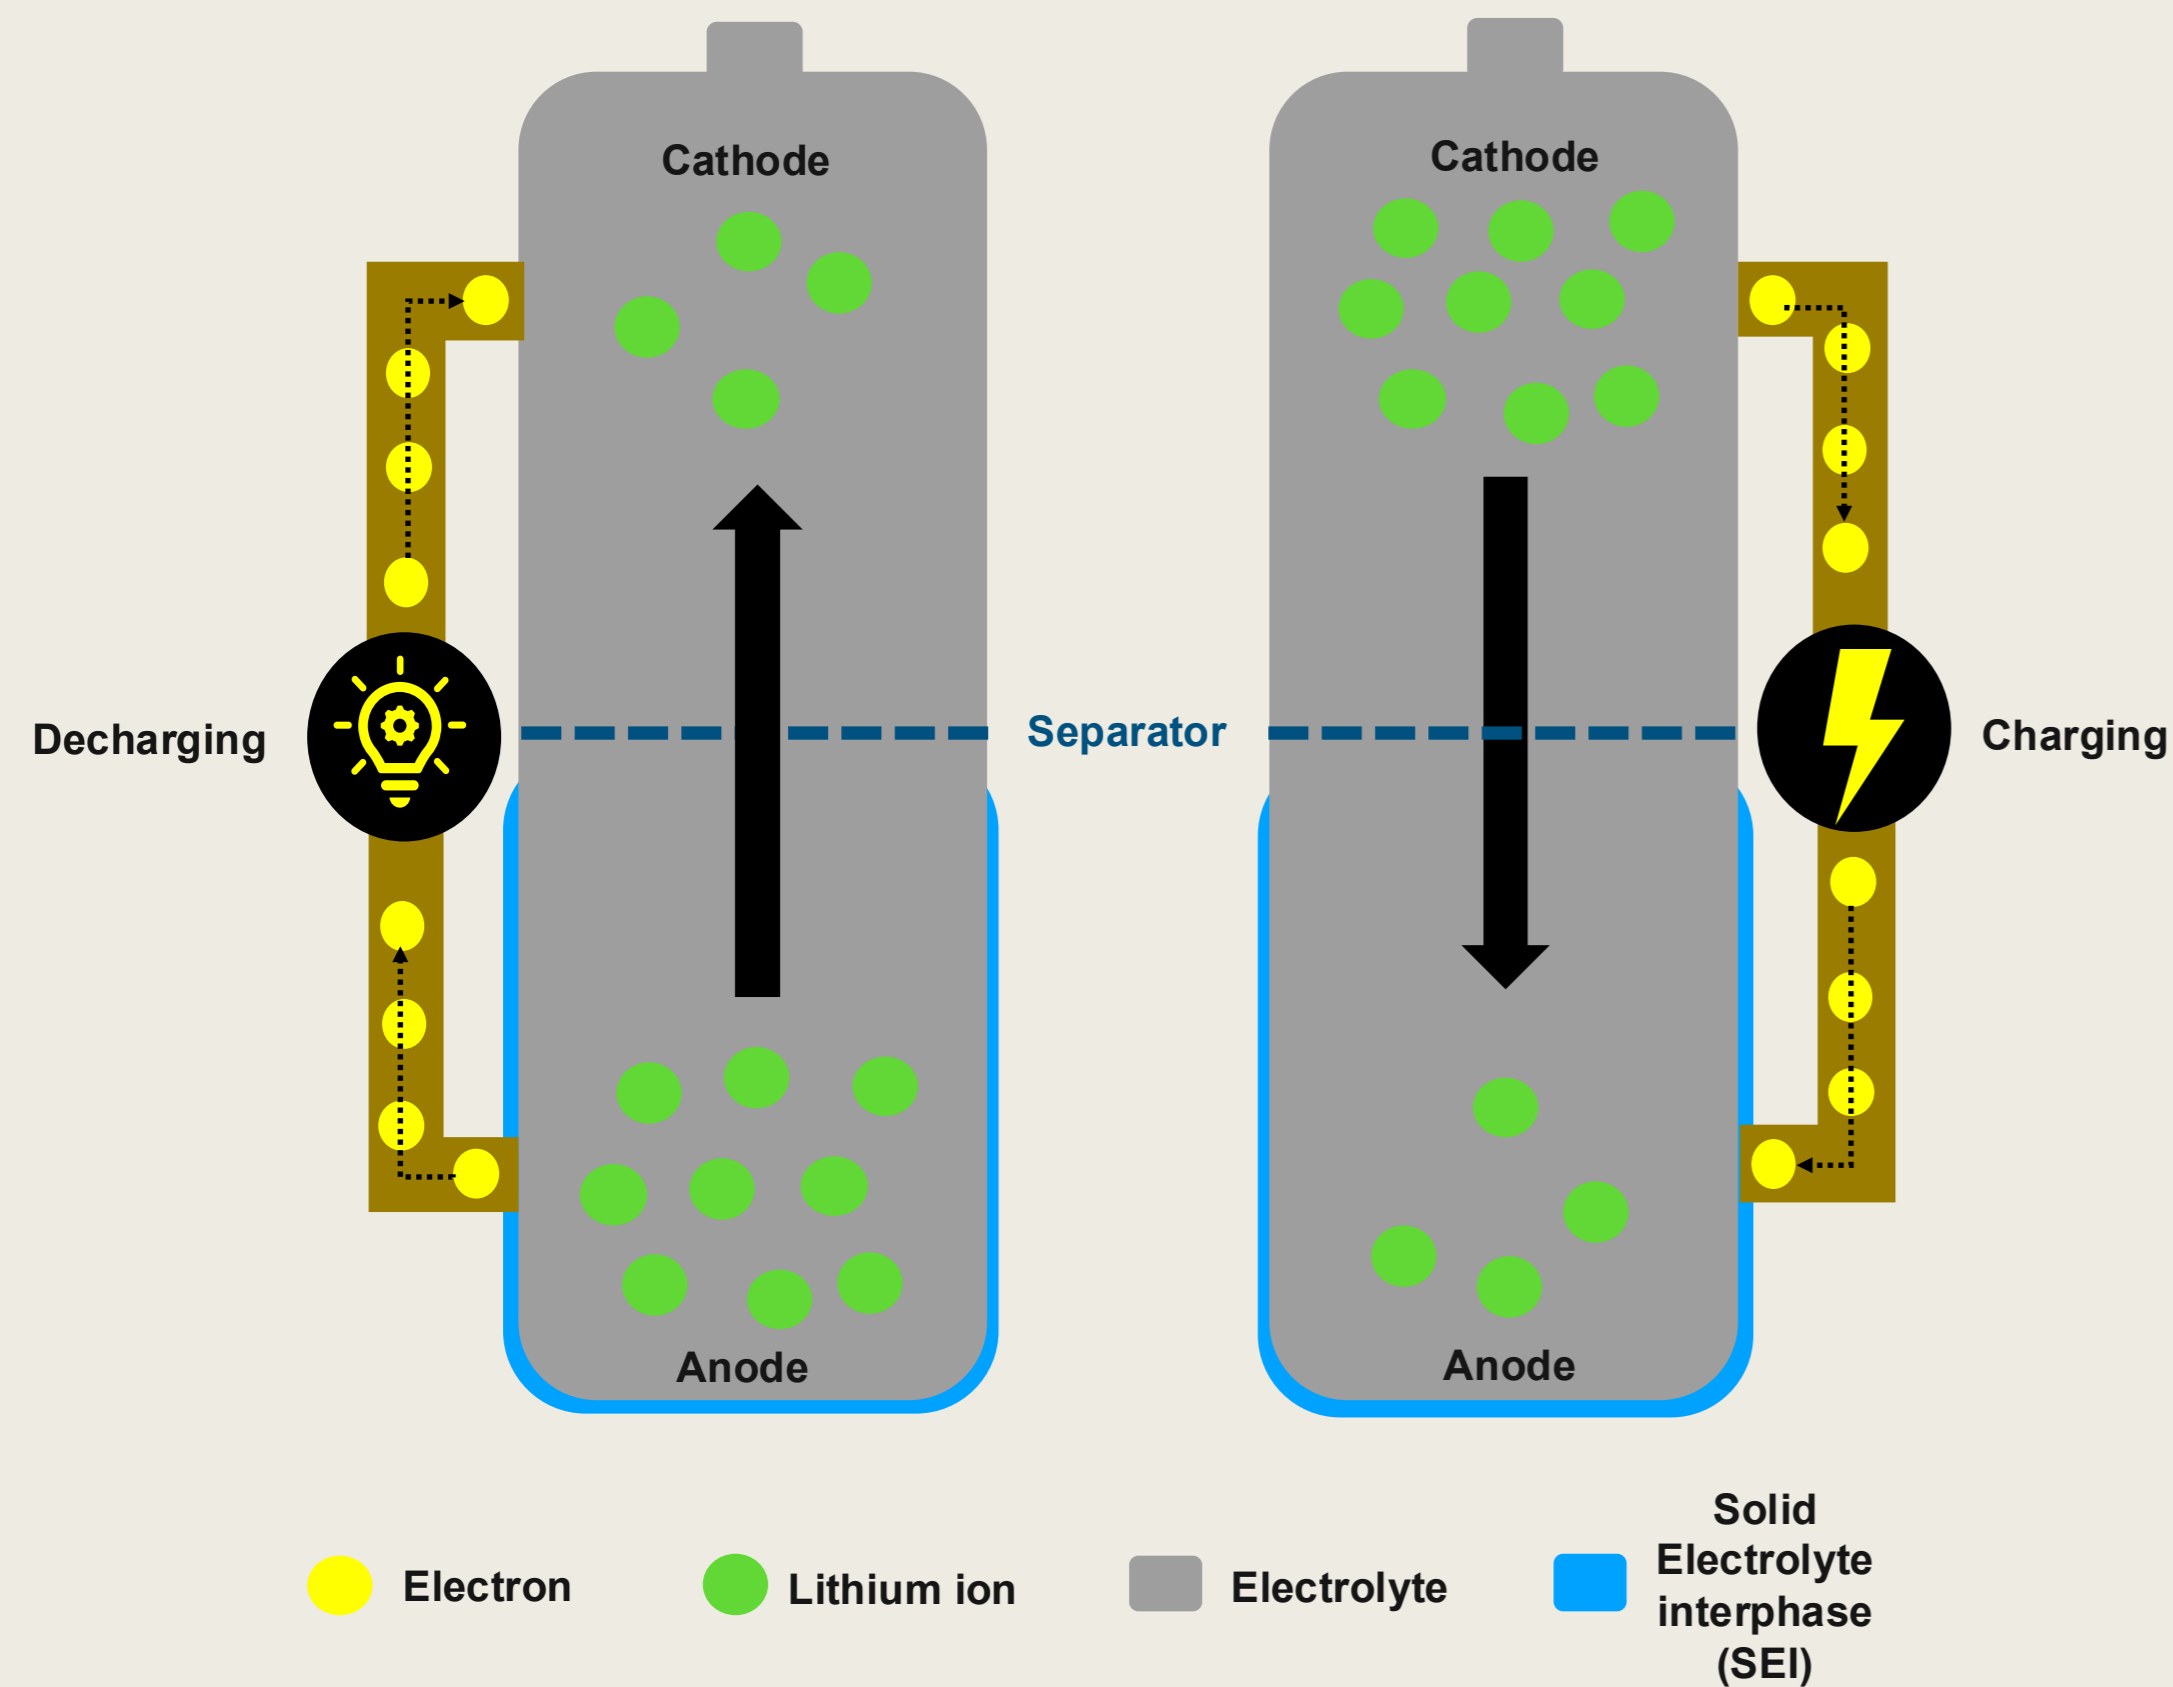 Cathode
Cathode
Decharging
Separator
Charging
Anode
Anode
Electron
Lithium ion
Electrolyte
Solid
Electrolyte
interphase
(SEI)